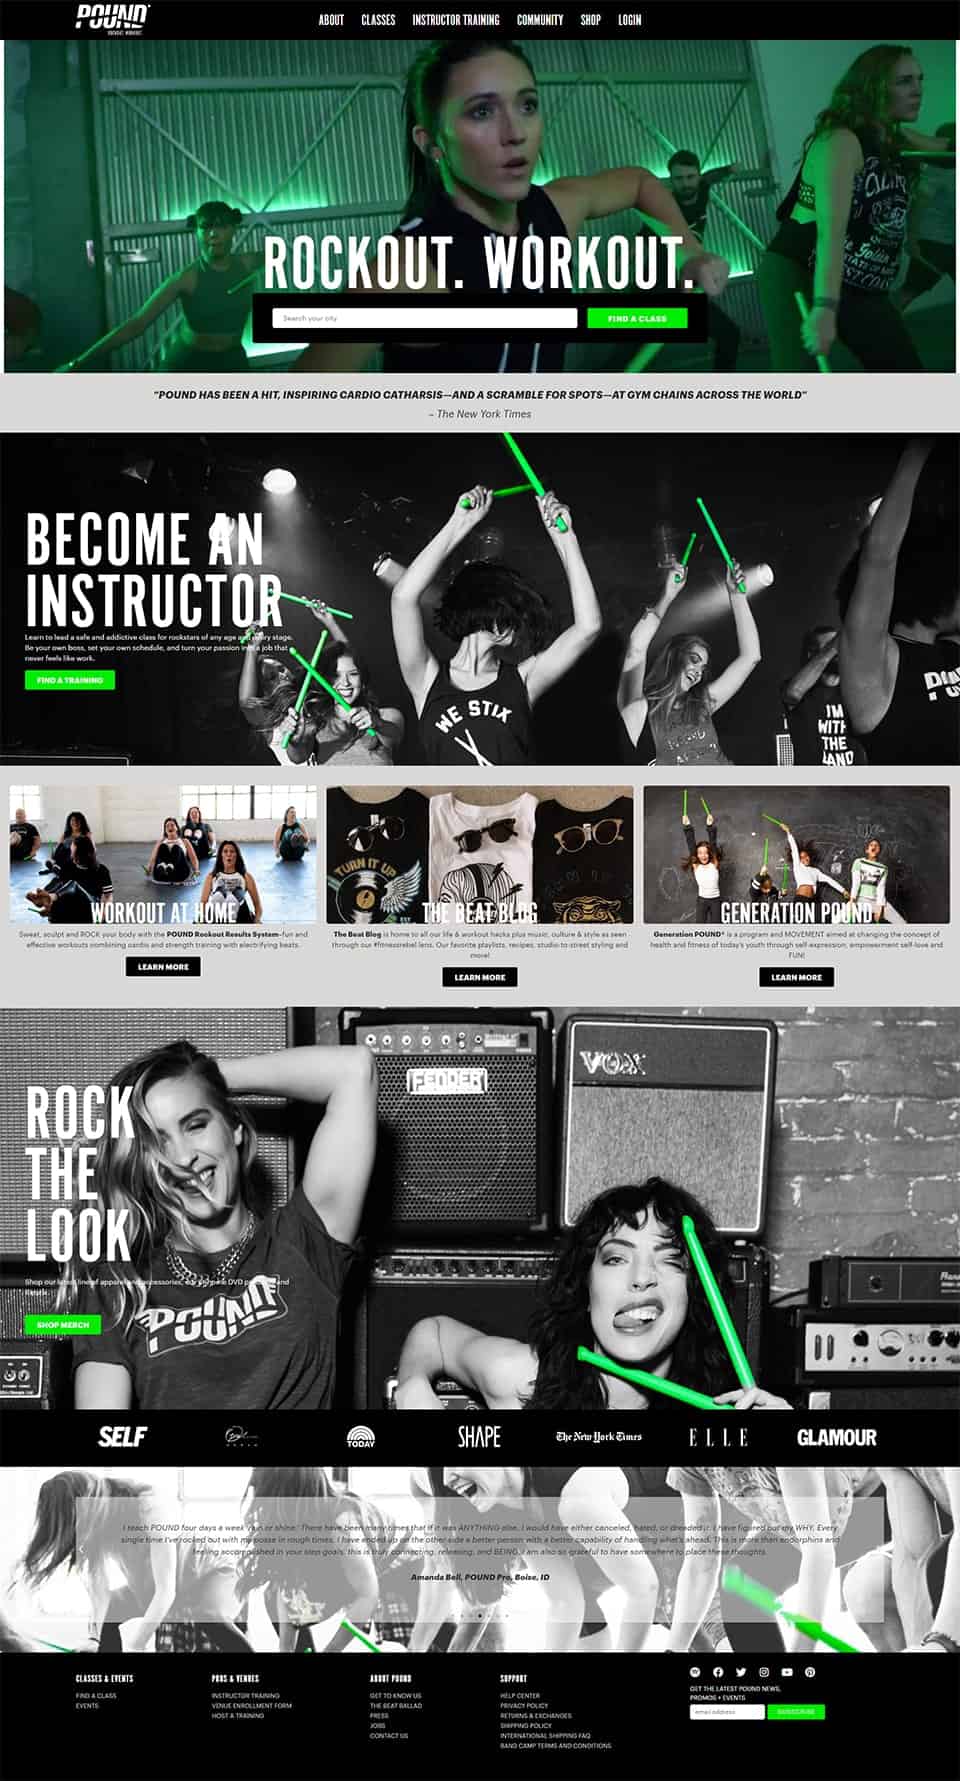 POUND
ROCKOUT. WORKOUT.
ABOUT CLASSES INSTRUCTOR TRAINING COMMUNITY SHOP LOGIN
ROCKOUT. WORKOUT.
Search your city
FIND A CLASS
"POUND HAS BEEN A HIT, INSPIRING CARDIO CATHARSIS—AND A SCRAMBLE FOR SPOTS—AT GYM CHAINS ACROSS THE WORLD"
– The New York Times
BECOME AN
INSTRUCTOR
Learn to lead a safe and addictive class for rockstars of any age and every stage.
Be your own boss, set your own schedule, and turn your passion into a job that
never feels like work.
FIND A TRAINING
WE STIX
I'M
WITH
THE
BAND
TURN IT UP
WORKOUT AT HOME
Sweat, sculpt and ROCK your body with the POUND Rockout Results System–fun and
effective workouts combining cardio and strength training with electrifying beats.
LEARN MORE
THE BEAT BLOG
The Beat Blog is home to all our life & workout hacks plus music, culture & style as seen
through our #fitnessrebel lens. Our favorite playlists, recipes, studio-to-street styling and
more!
LEARN MORE
GENERATION POUND
Generation POUND® is a program and MOVEMENT aimed at changing the concept of
health and fitness of today's youth through self-expression, empowerment self-love and
FUN!
LEARN MORE
FENDER
VOX
ROCK
THE
LOOK
Shop our latest line of apparel and accessories, DVD and
SHOP MERCH
POUND
SELF
TODAY
SHAPE
The New York Times
ELLE
GLAMOUR
I teach POUND four days a week 'rain or shine.' There have been many times that if it was ANYTHING else, I would have either canceled, hated, or dreaded it. I have figured out my WHY. Every
single time I've rocked out with my posse in rough times, I have ended up on the other side a better person with a better capability of handling what's ahead. This is more than endorphins and
feeling accomplished in your step goals, this is truly connecting, releasing, and BEING. I am also so grateful to have somewhere to place these thoughts.
Amanda Bell, POUND Pro, Boise, ID
CLASSES & EVENTS
FIND A CLASS
EVENTS
PROS & VENUES
INSTRUCTOR TRAINING
VENUE ENROLLMENT FORM
HOST A TRAINING
ABOUT POUND
GET TO KNOW US
THE BEAT BALLAD
PRESS
JOBS
CONTACT US
SUPPORT
HELP CENTER
PRIVACY POLICY
RETURNS & EXCHANGES
SHIPPING POLICY
INTERNATIONAL SHIPPING FAQ
BAND CAMP TERMS AND CONDITIONS
GET THE LATEST POUND NEWS,
PROMOS + EVENTS
email address
SUBSCRIBE